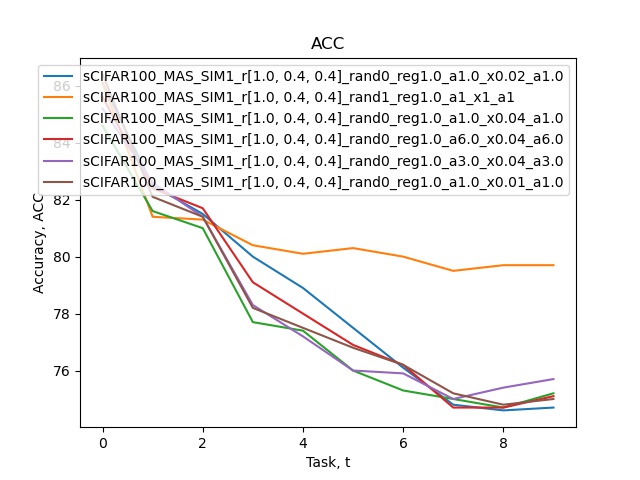 ACC
sCIFAR100_MAS_SIM1_r[1.0, 0.4, 0.4]_rand0_reg1.0_a1.0_x0.02_a1.0
sCIFAR100_MAS_SIM1_r[1.0, 0.4, 0.4]_rand1_reg1.0_a1_x1_a1
sCIFAR100_MAS_SIM1_r[1.0, 0.4, 0.4]_rand0_reg1.0_a1.0_x0.04_a1.0
sCIFAR100_MAS_SIM1_r[1.0, 0.4, 0.4]_rand0_reg1.0_a6.0_x0.04_a6.0
sCIFAR100_MAS_SIM1_r[1.0, 0.4, 0.4]_rand0_reg1.0_a3.0_x0.04_a3.0
sCIFAR100_MAS_SIM1_r[1.0, 0.4, 0.4]_rand0_reg1.0_a1.0_x0.01_a1.0
86
84
82
80
78
76
Accuracy, ACC
0 2 4 6 8
Task, t